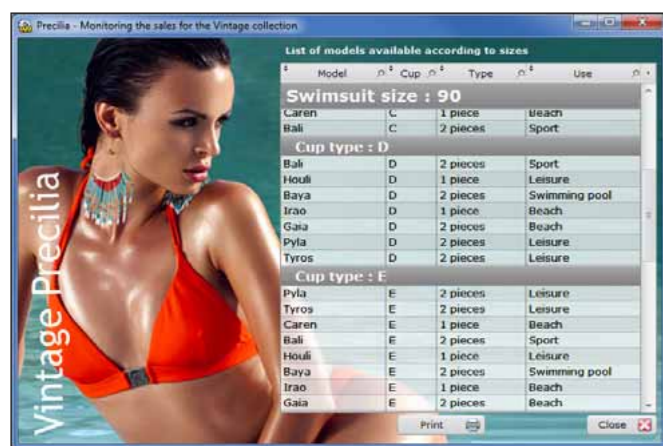 Precilia - Monitoring the sales for the Vintage collection
List of models available according to sizes
Model Cup Type Use
Swimsuit size : 90
Caren C 1 piece Beach
Bali C 2 pieces Sport
Cup type : D
Bali D 2 pieces Sport
Houli D 1 piece Leisure
Baya D 2 pieces Swimming pool
Irao D 1 piece Beach
Gaia D 2 pieces Beach
Pyla D 2 pieces Leisure
Tyros D 2 pieces Leisure
Cup type : E
Pyla E 2 pieces Leisure
Tyros E 2 pieces Leisure
Caren E 1 piece Beach
Bali E 2 pieces Sport
Houli E 1 piece Leisure
Baya E 2 pieces Swimming pool
Irao E 1 piece Beach
Gaia E 2 pieces Beach
Print Close
Vintage Precilia